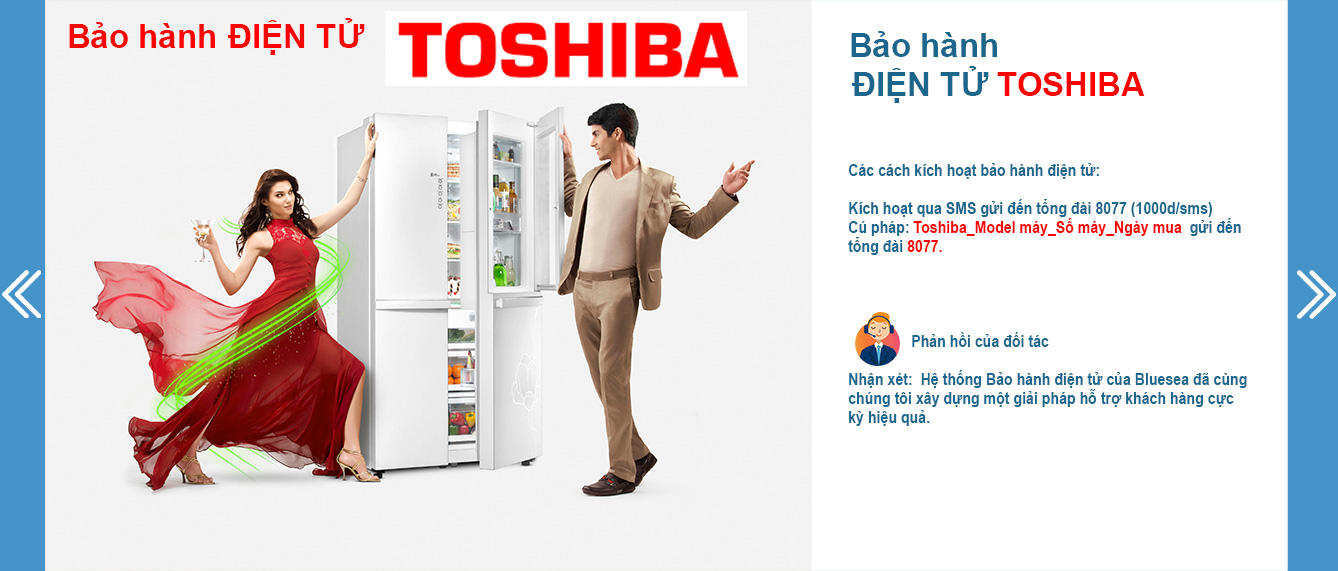 Bảo hành ĐIỆN TỬ
TOSHIBA
Bảo hành
ĐIỆN TỬ TOSHIBA
Các cách kích hoạt bảo hành điện tử:
Kích hoạt qua SMS gửi đến tổng đài 8077 (1000d/sms)
Cú pháp: Toshiba_Model máy_Số máy_Ngày mua gửi đến
tổng đài 8077.
Phản hồi của đối tác
Nhận xét: Hệ thống Bảo hành điện tử của Bluesea đã cùng
chúng tôi xây dựng một giải pháp hỗ trợ khách hàng cực
kỳ hiệu quả.